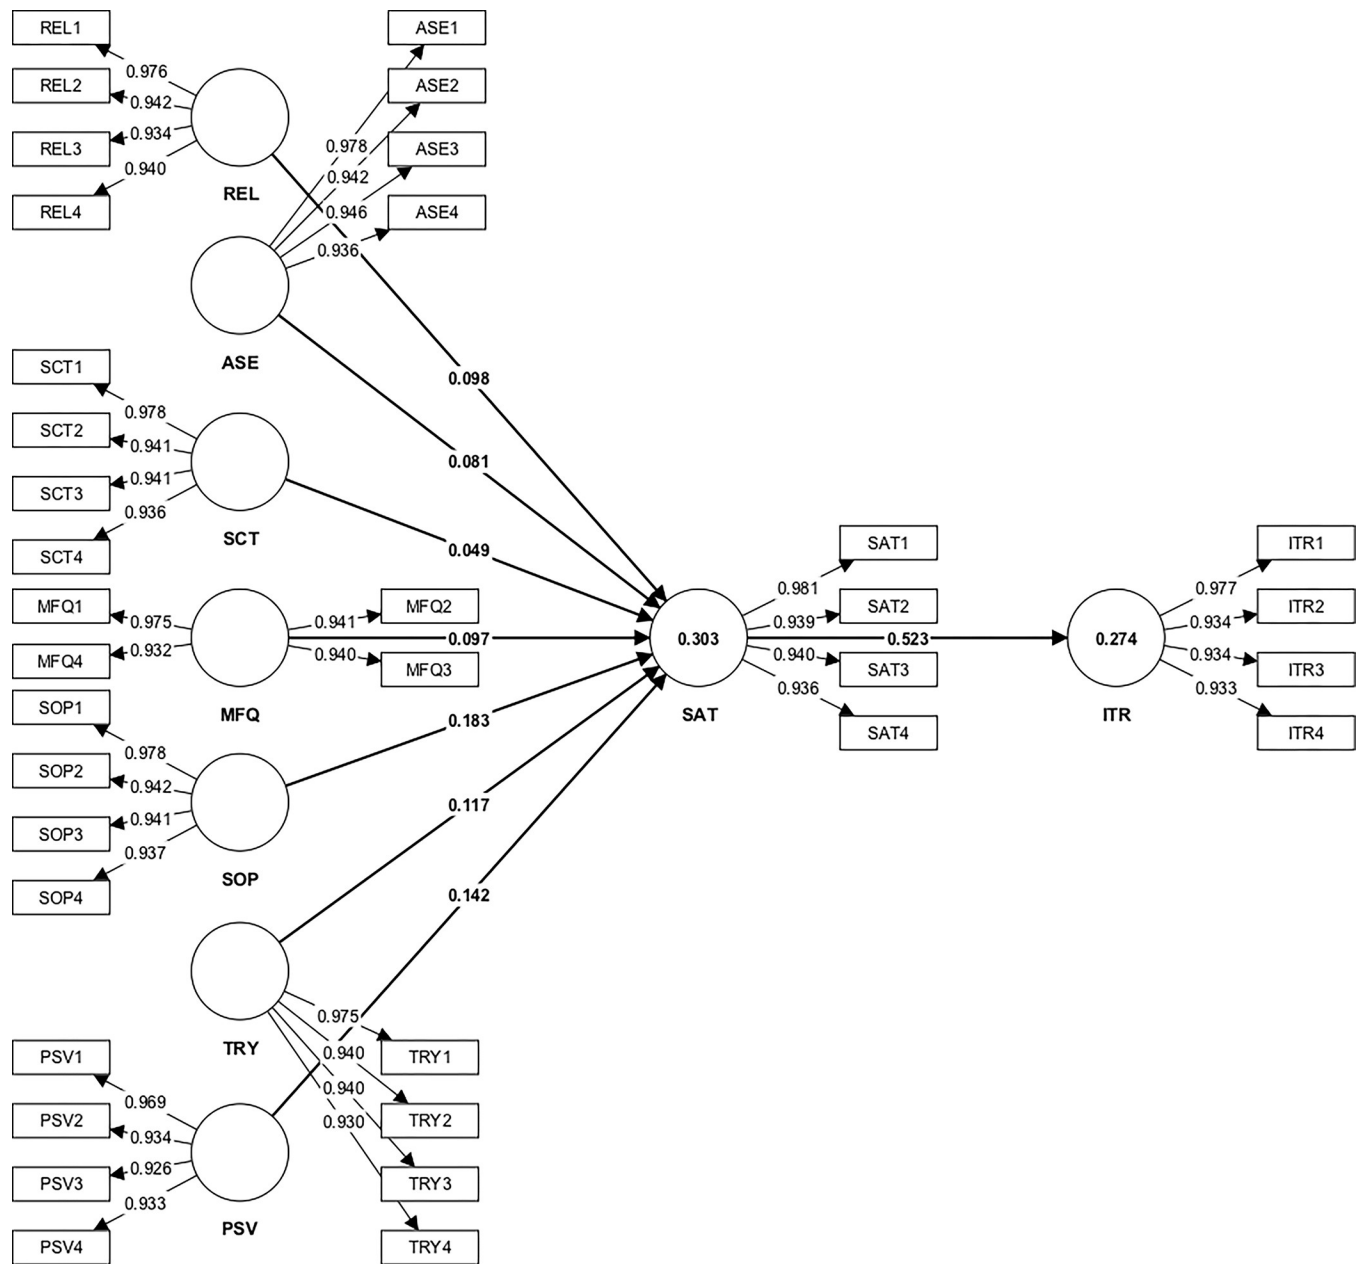 REL1
0.976
REL2
0.942
REL3
0.934
0.940
REL4
REL
ASE1
ASE2
0.978
ASE3
0.942
0.946
ASE4
0.936
ASE
0.098
0.081
SCT1
0.978
SCT2
0.941
0.941
SCT3
0.936
SCT4
SCT
0.049
MFQ1
0.975
0.932
MFQ4
MFQ
0.941
MFQ2
0.097
0.940
MFQ3
SOP1
0.978
SOP2
0.942
0.941
SOP3
0.937
SOP4
SOP
0.183
0.117
0.142
TRY
0.975
TRY1
0.940
0.940
TRY2
0.930
TRY3
TRY4
PSV1
0.969
PSV2
0.934
0.926
PSV3
0.933
PSV4
PSV
0.303
SAT
SAT1
0.981
SAT2
0.939
0.523
0.940
SAT3
0.936
SAT4
0.274
ITR
ITR1
0.977
ITR2
0.934
0.934
ITR3
0.933
ITR4